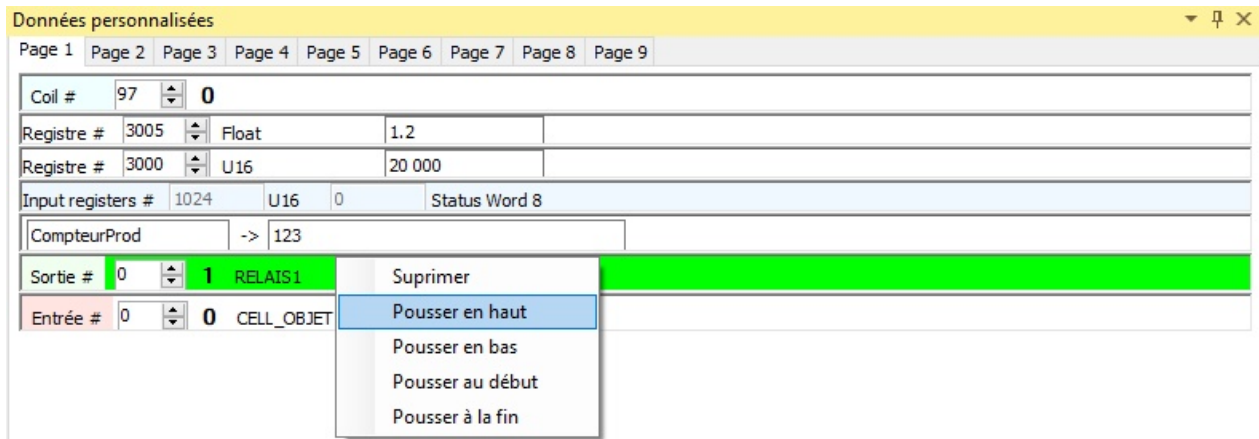 Données personnalisées
Page 1 Page 2 Page 3 Page 4 Page 5 Page 6 Page 7 Page 8 Page 9
Coil # 97 0
Registre # 3005 Float 1.2
Registre # 3000 U16 20 000
Input registers # 1024 U16 0 Status Word 8
CompteurProd -> 123
Sortie # 0 1 RELAIS1
Entrée # 0 0 CELL_OBJET
Suprimer
Pousser en haut
Pousser en bas
Pousser au début
Pousser à la fin